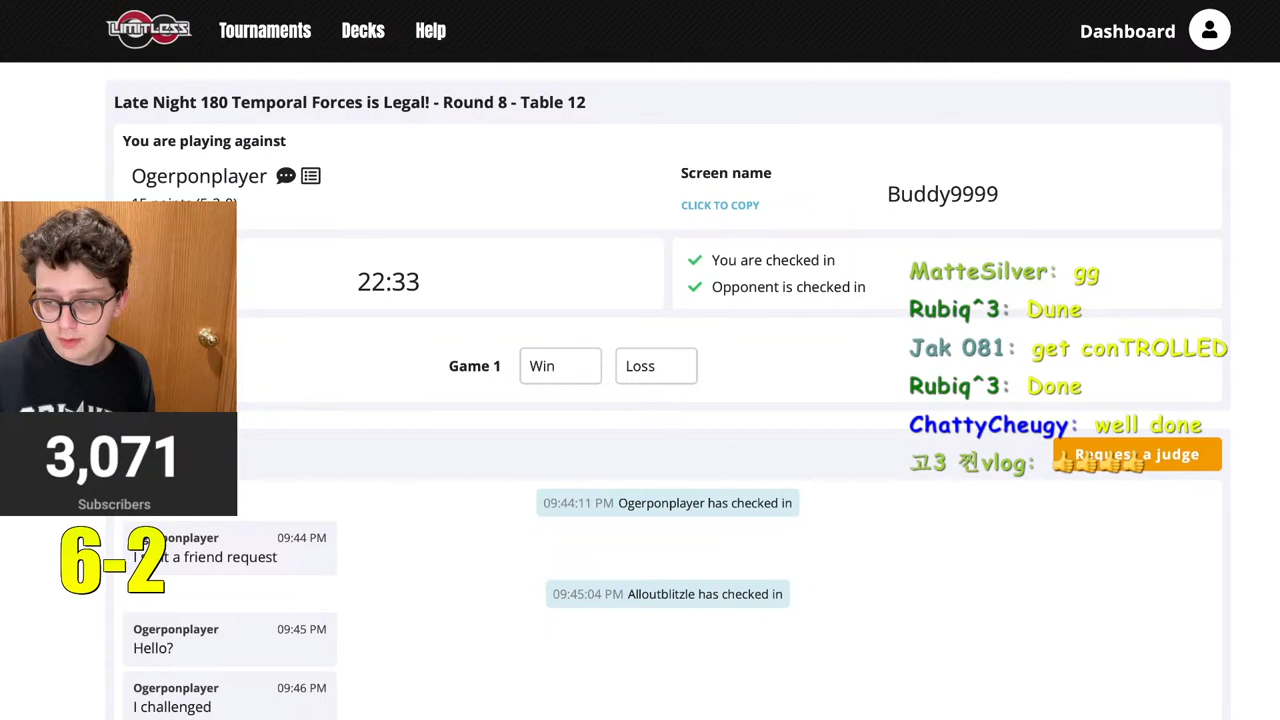 LIMITLESS
Tournaments
Decks
Help
Dashboard
Late Night 180 Temporal Forces is Legal! - Round 8 - Table 12
You are playing against
Ogerponplayer
Screen name
CLICK TO COPY
Buddy9999
22:33
You are checked in
Opponent is checked in
Game 1
Win
Loss
MatteSilver: gg
Rubiq^3: Dune
Jak 081: get conTROLLED
Rubiq^3: Done
ChattyCheugy: well done
고3 찐vlog: 👍👍👍👍
Request a judge
3,071
Subscribers
6-2
09:44:11 PM Ogerponplayer has checked in
09:44 PM
a friend request
09:45:04 PM Alloutblitzle has checked in
Ogerponplayer 09:45 PM
Hello?
Ogerponplayer 09:46 PM
I challenged